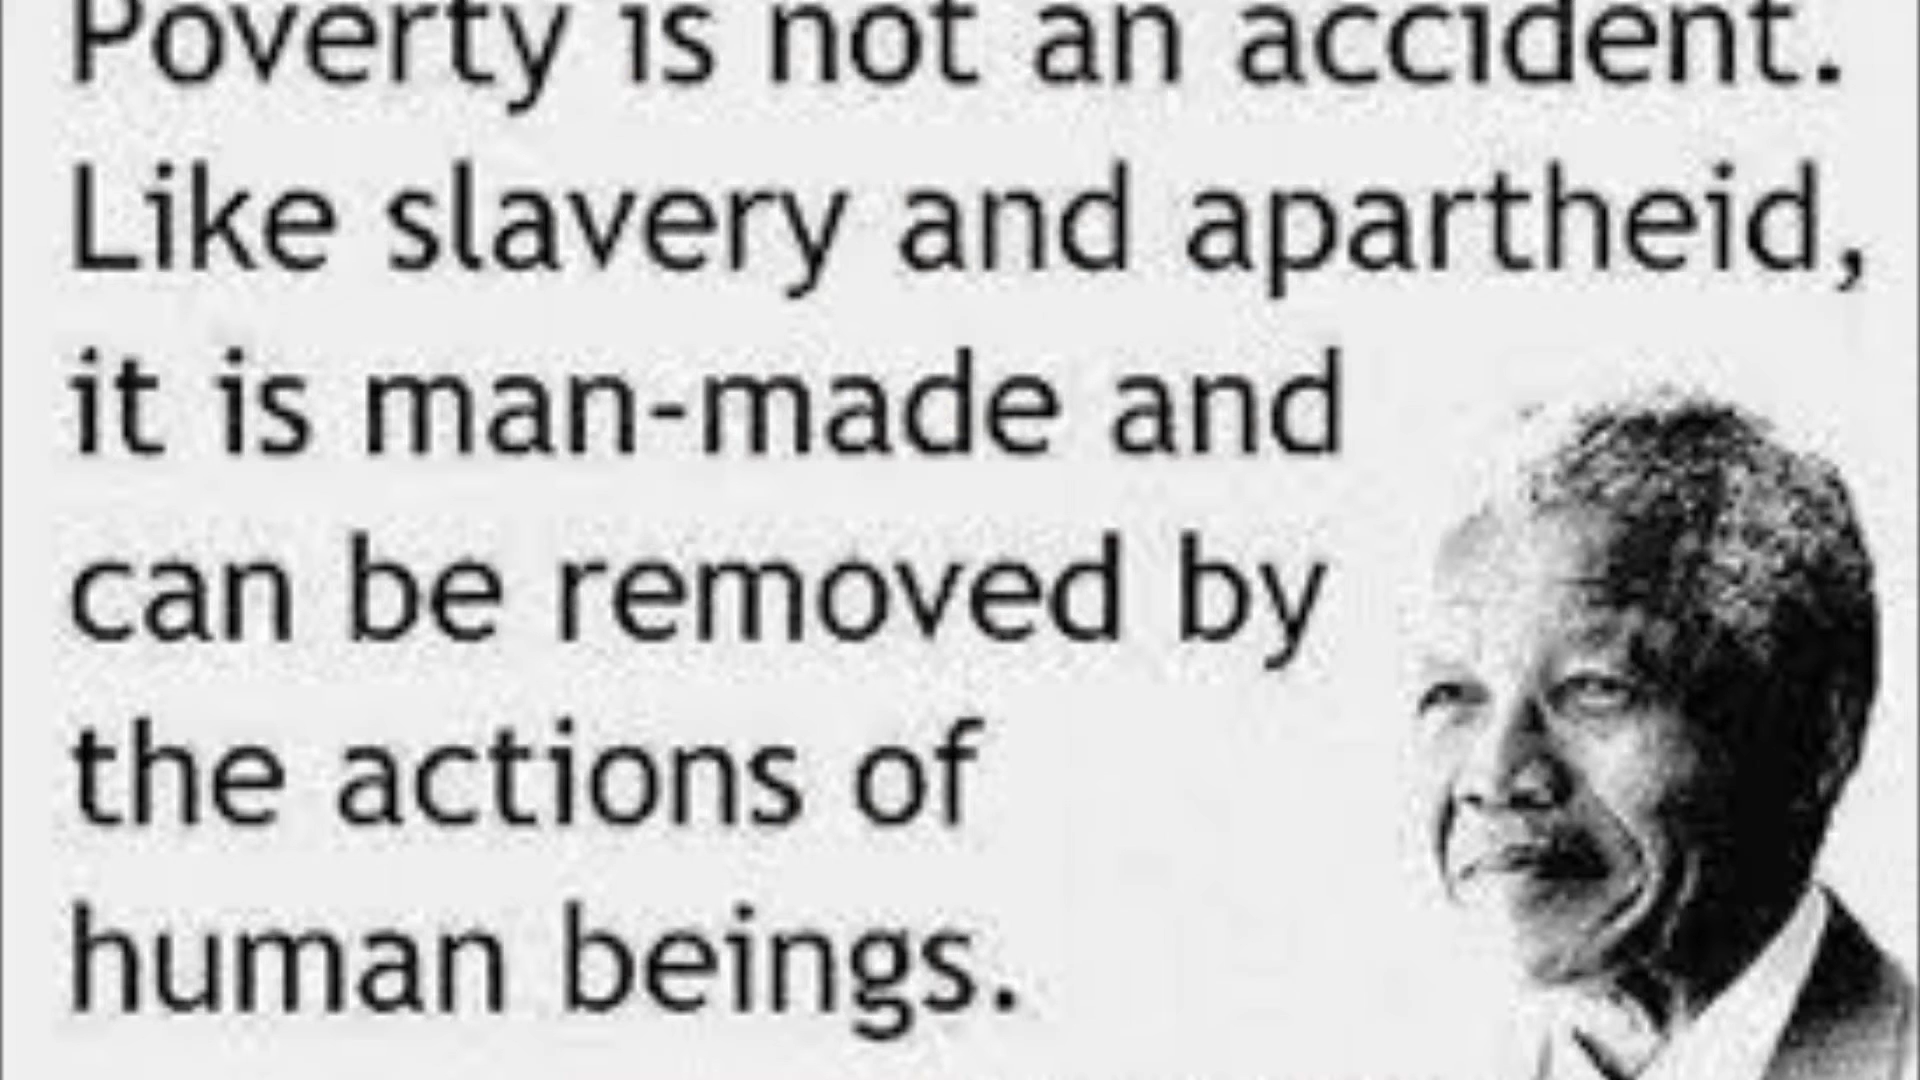 Poverty is not an accident.
Like slavery and apartheid,
it is man-made and
can be removed by
the actions of
human beings.